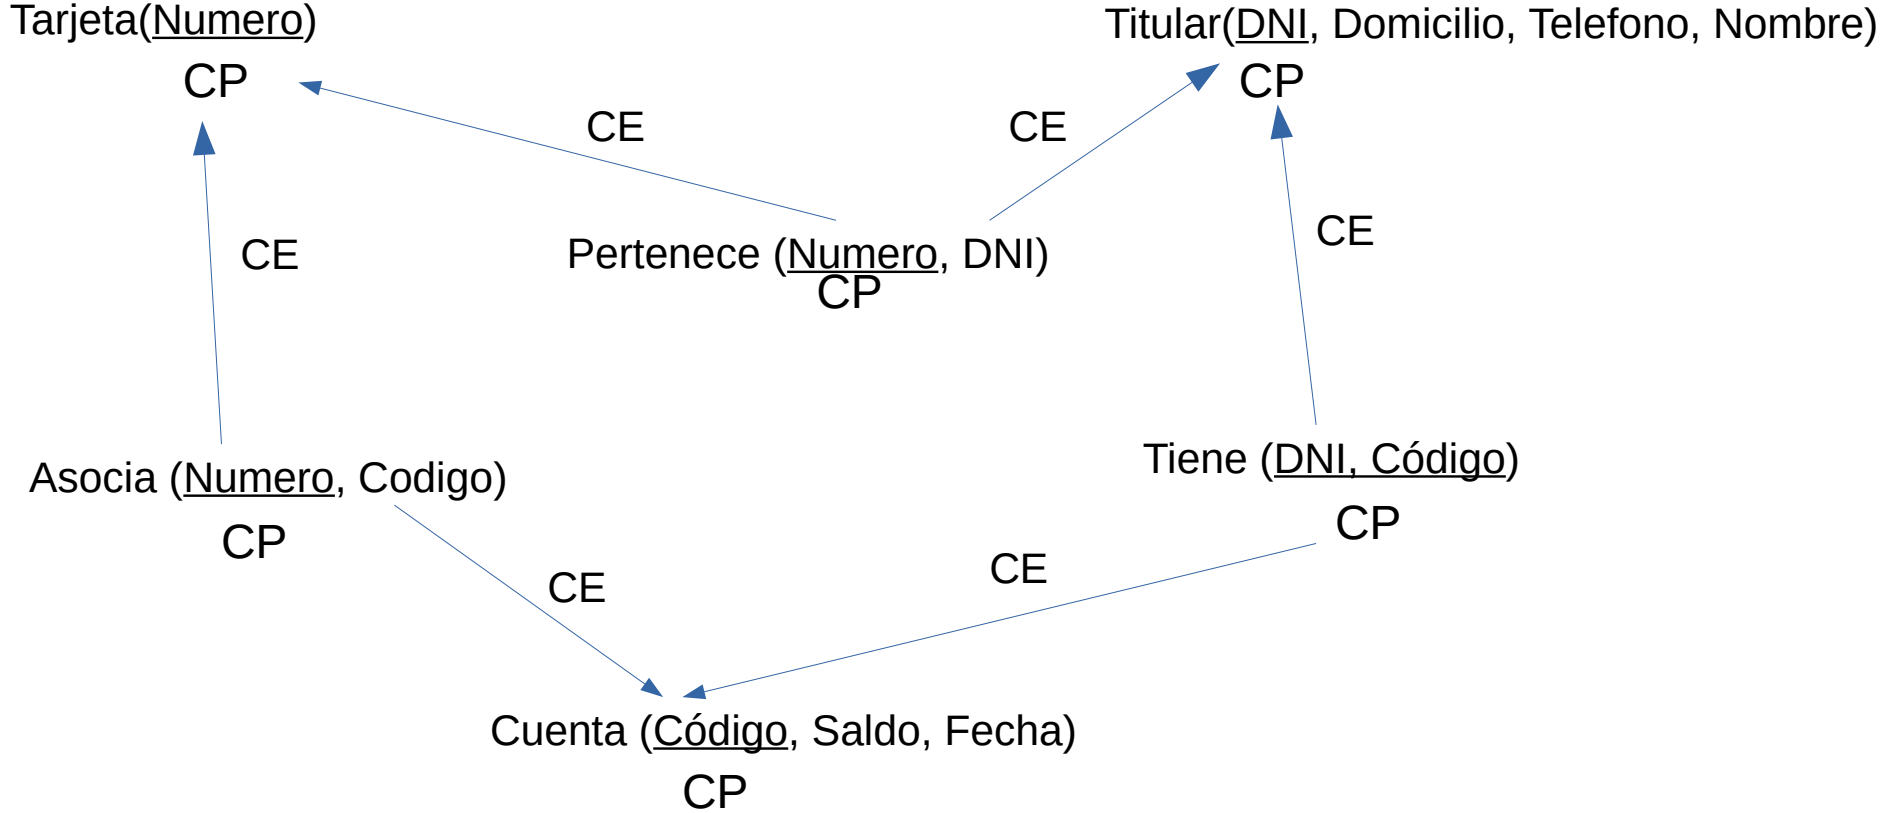 Tarjeta(Numero)
Titular(DNI, Domicilio, Telefono, Nombre)
CP
CP
CE
CE
CE
CE
Pertenece (Numero, DNI)
CP
Asocia (Numero, Codigo)
Tiene (DNI, Código)
CP
CP
CE
CE
Cuenta (Código, Saldo, Fecha)
CP